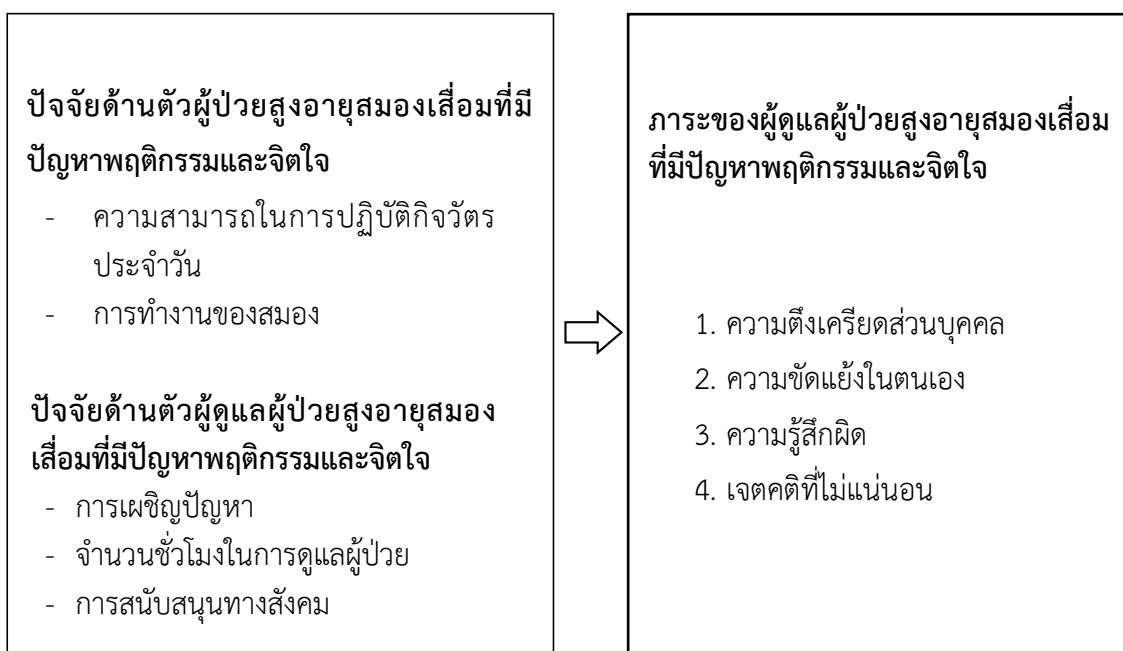 ปัจจัยด้านตัวผู้ป่วยสูงอายุสมองเสื่อมที่มี
ปัญหาพฤติกรรมและจิตใจ
- ความสามารถในการปฏิบัติกิจวัตร
ประจำวัน
- การทำงานของสมอง
ปัจจัยด้านตัวผู้ดูแลผู้ป่วยสูงอายุสมอง
เสื่อมที่มีปัญหาพฤติกรรมและจิตใจ
- การเผชิญปัญหา
- จำนวนชั่วโมงในการดูแลผู้ป่วย
- การสนับสนุนทางสังคม
ภาระของผู้ดูแลผู้ป่วยสูงอายุสมองเสื่อม
ที่มีปัญหาพฤติกรรมและจิตใจ
1. ความตึงเครียดส่วนบุคคล
2. ความขัดแย้งในตนเอง
3. ความรู้สึกผิด
4. เจตคติที่ไม่แน่นอน